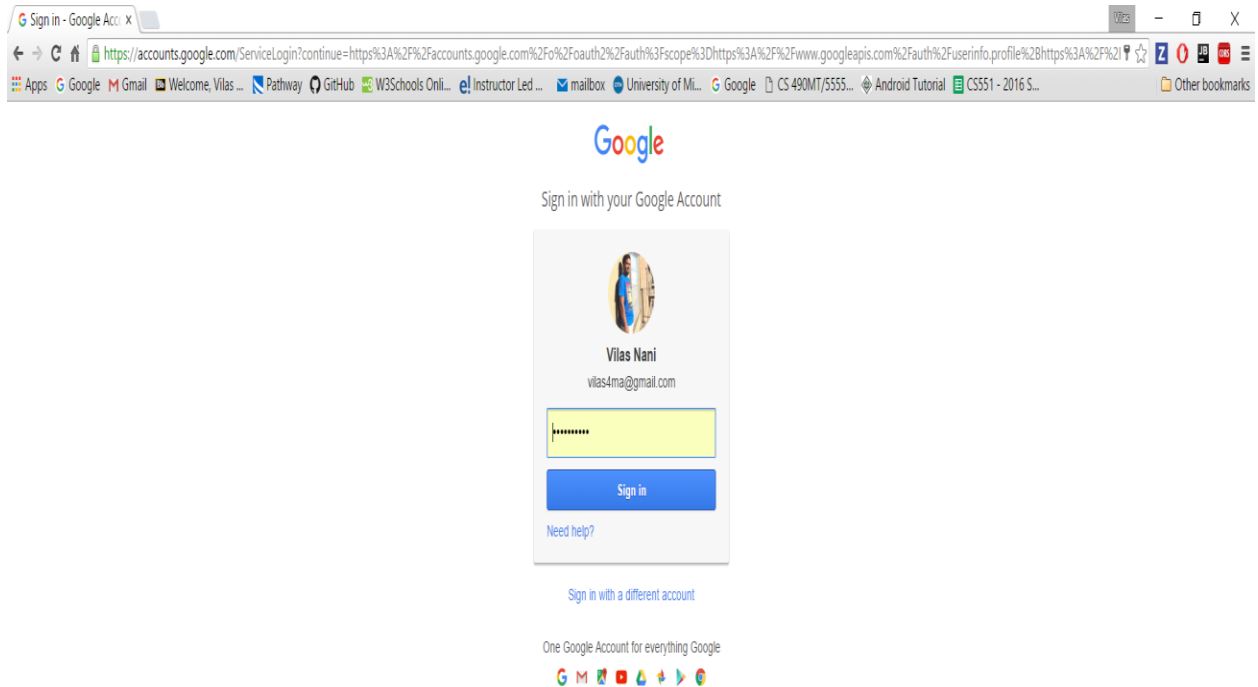 Sign in - Google Acc
Vilas
https://accounts.google.com/ServiceLogin?continue=https%3A%2F%2Faccounts.google.com%2Fo%2Foauth2%2Fauth%3Fscope%3Dhttps%3A%2F%2Fwww.googleapis.com%2Fauth%2Fuserinfo.profile%2Bhttps%3A%2F%2
Apps Google Gmail Welcome, Vilas ... Pathway GitHub W3Schools Onli... Instructor Led ... mailbox University of Mi... Google CS 490MT/5555... Android Tutorial CS551 - 2016 S... Other bookmarks
Google
Sign in with your Google Account
Vilas Nani
vilas4ma@gmail.com
Sign in
Need help?
Sign in with a different account
One Google Account for everything Google